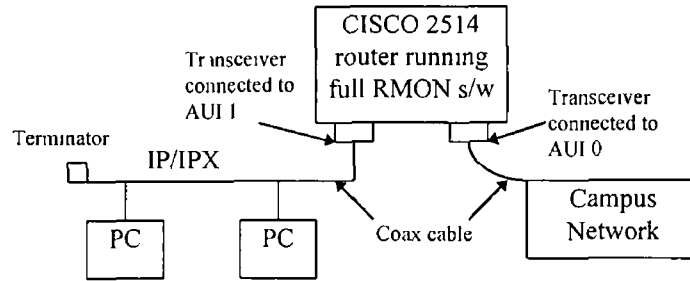 CISCO 2514
router running
full RMON s/w
Transceiver
connected to
AUI 1
Transceiver
connected to
AUI 0
Terminator
IP/IPX
PC
PC
Coax cable
Campus
Network